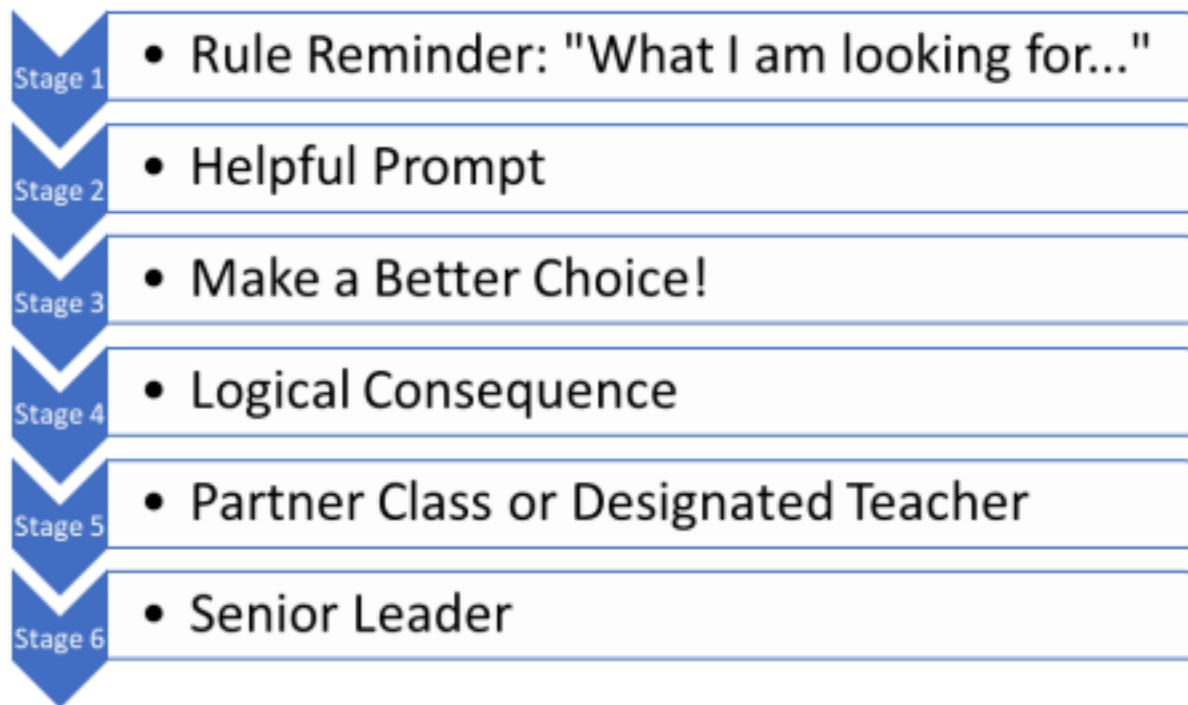 Stage 1
• Rule Reminder: "What I am looking for..."
Stage 2
• Helpful Prompt
Stage 3
• Make a Better Choice!
Stage 4
• Logical Consequence
Stage 5
• Partner Class or Designated Teacher
Stage 6
• Senior Leader